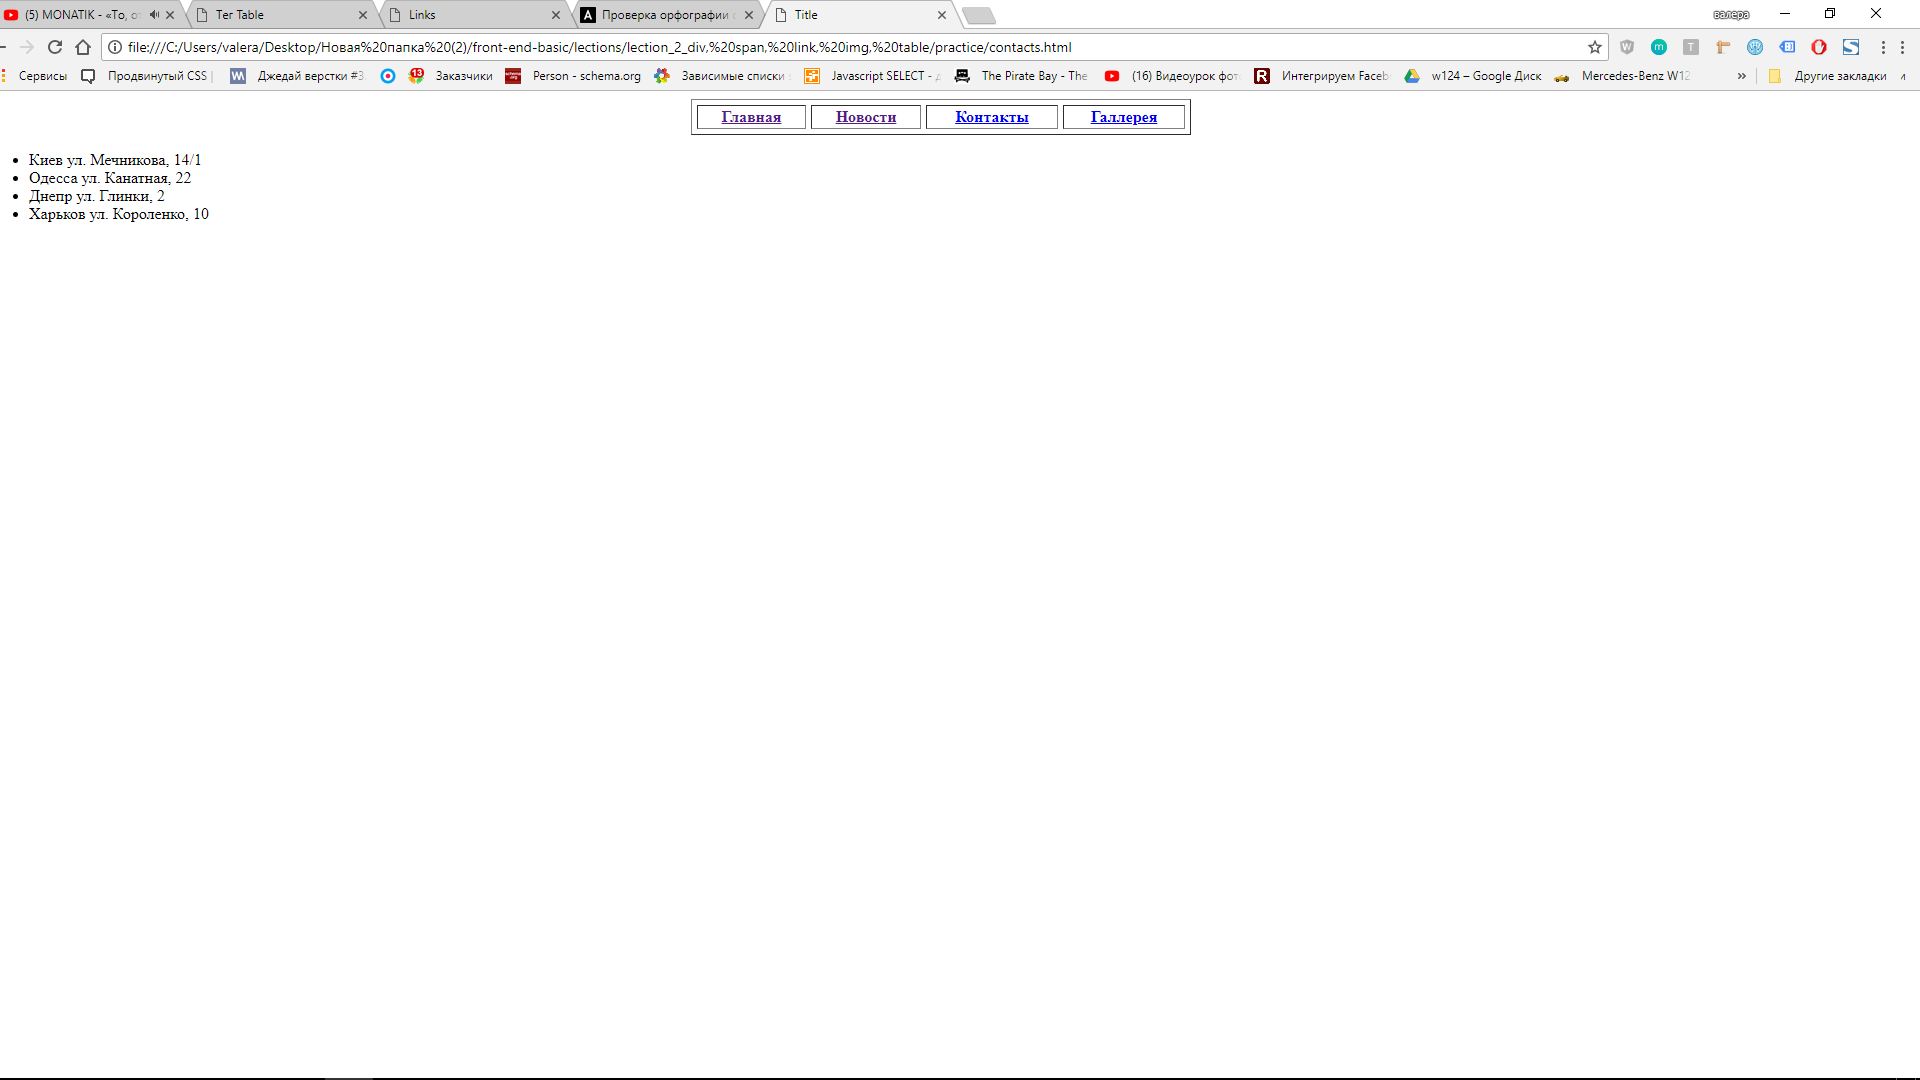 (5) MONATIK - «То, о
Тег Table
Links
Проверка орфографии
Title
валера
file:///C:/Users/valera/Desktop/Новая%20папка%20(2)/front-end-basic/lections/lection_2_div,%20span,%20link,%20img,%20table/practice/contacts.html
Сервисы
Продвинутый CSS |
Джедай верстки #3
13
Заказчики
Person - schema.org
Зависимые списки
Javascript SELECT -
The Pirate Bay - The
(16) Видеоурок фот
Интегрируем Faceb
w124 – Google Диск
Mercedes-Benz W12
»
Другие закладки
Главная Новости Контакты Галлерея
• Киев ул. Мечникова, 14/1
• Одесса ул. Канатная, 22
• Днепр ул. Глинки, 2
• Харьков ул. Короленко, 10